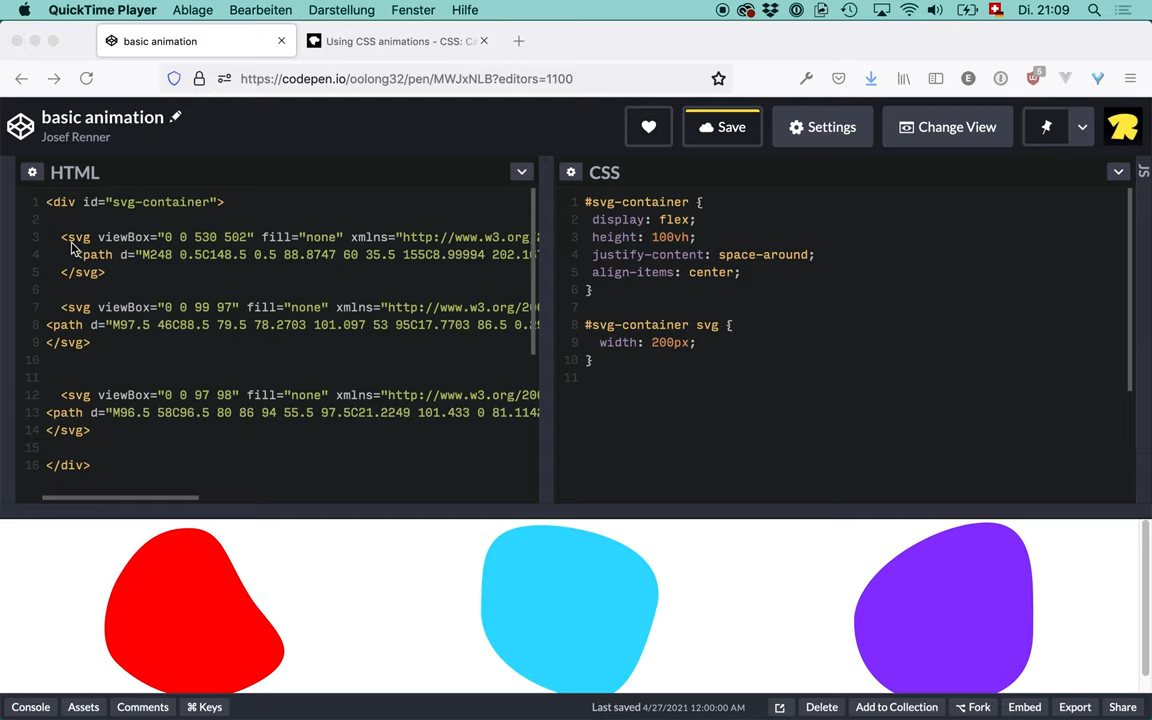 QuickTime Player Ablage Bearbeiten Darstellung Fenster Hilfe Di. 21:09
basic animation Using CSS animations - CSS: Ca
https://codepen.io/oolong32/pen/MWJxNLB?editors=1100 E 5
basic animation
Josef Renner
Save Settings Change View
HTML
1 <div id="svg-container">
2
3 <svg viewBox="0 0 530 502" fill="none" xmlns="http://www.w3.org/
4 <path d="M248 0.5C148.5 0.5 88.8747 60 35.5 155C8.99994 202.16
5 </svg>
6
7 <svg viewBox="0 0 99 97" fill="none" xmlns="http://www.w3.org/200
8 <path d="M97.5 46C88.5 79.5 78.2703 101.097 53 95C17.7703 86.5 0.29
9 </svg>
10
11
12 <svg viewBox="0 0 97 98" fill="none" xmlns="http://www.w3.org/200
13 <path d="M96.5 58C96.5 80 86 94 55.5 97.5C21.2249 101.433 0 81.1142
14 </svg>
15
16 </div>
CSS
1 #svg-container {
2 display: flex;
3 height: 100vh;
4 justify-content: space-around;
5 align-items: center;
6 }
7
8 #svg-container svg {
9 width: 200px;
10 }
11
JS
Console Assets Comments ⌘ Keys Last saved 4/27/2021 12:00:00 AM Delete Add to Collection Fork Embed Export Share